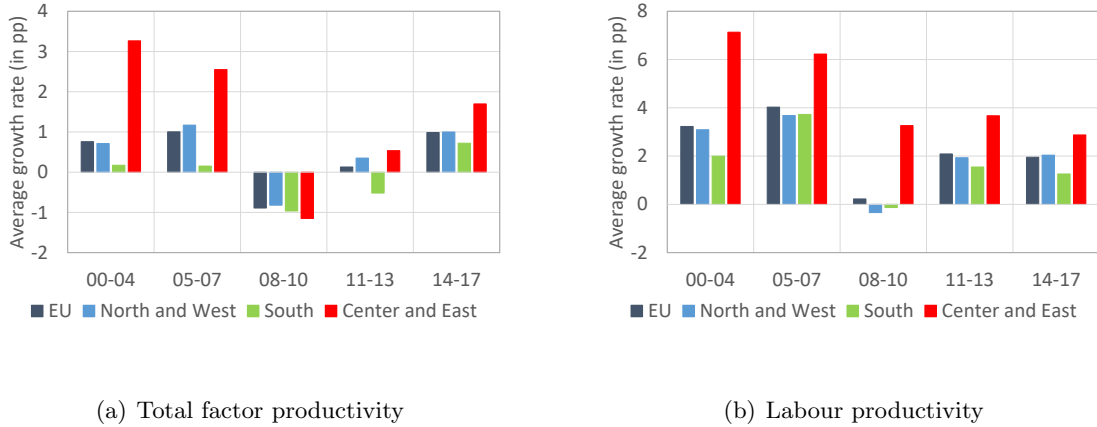 Average growth rate (in pp)
4
3
2
1
0
-1
-2
00-04 05-07 08-10 11-13 14-17
EU North and West South Center and East
(a) Total factor productivity
Average growth rate (in pp)
8
6
4
2
0
-2
00-04 05-07 08-10 11-13 14-17
EU North and West South Center and East
(b) Labour productivity